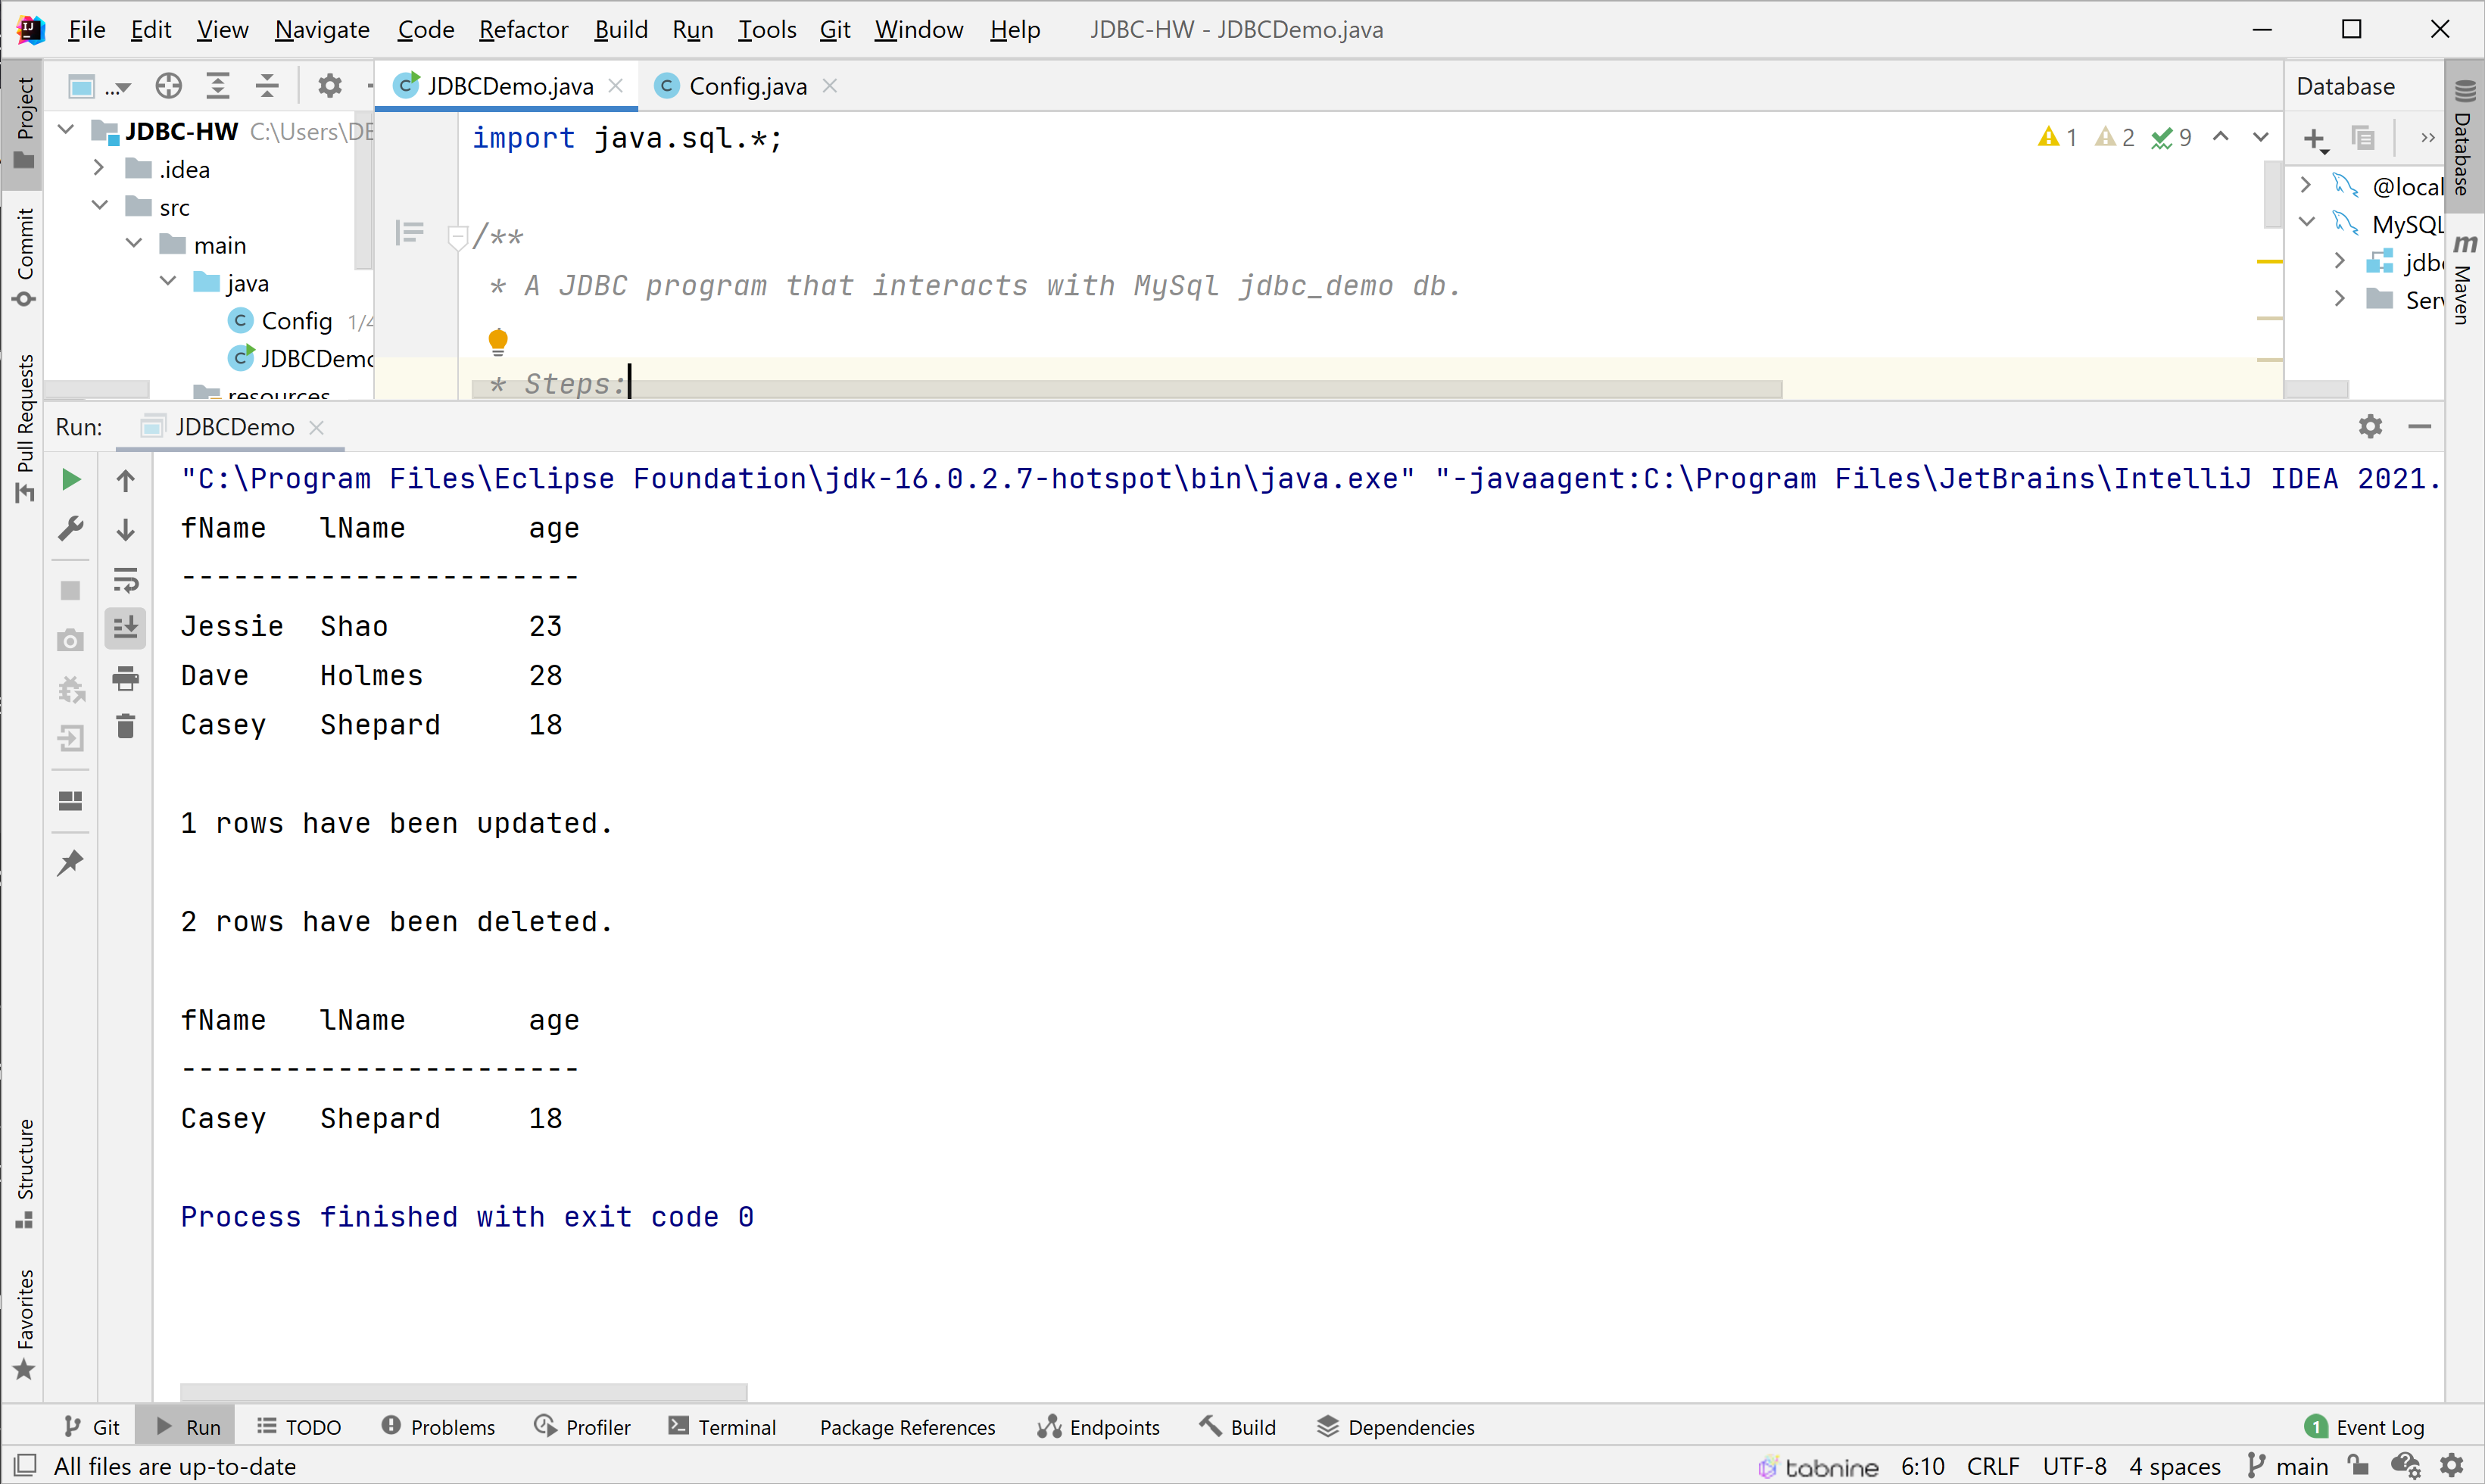 File Edit View Navigate Code Refactor Build Run Tools Git Window Help JDBC-HW - JDBCDemo.java
JDBCDemo.java Config.java Database
Project
Commit
Pull Requests
Structure
Favorites
JDBC-HW C:\Users\DE
.idea
src
main
java
Config 1/4
JDBCDemo
resources
import java.sql.*;
1 2 9
/**
* A JDBC program that interacts with MySql jdbc_demo db.
* Steps:
@local
MySQL
jdbc
Serv
Database
Maven
Run: JDBCDemo
"C:\Program Files\Eclipse Foundation\jdk-16.0.2.7-hotspot\bin\java.exe" "-javaagent:C:\Program Files\JetBrains\IntelliJ IDEA 2021.
fName lName age
-----------------------
Jessie Shao 23
Dave Holmes 28
Casey Shepard 18
1 rows have been updated.
2 rows have been deleted.
fName lName age
-----------------------
Casey Shepard 18
Process finished with exit code 0
Git Run TODO Problems Profiler Terminal Package References Endpoints Build Dependencies 1 Event Log
All files are up-to-date tabnine 6:10 CRLF UTF-8 4 spaces main